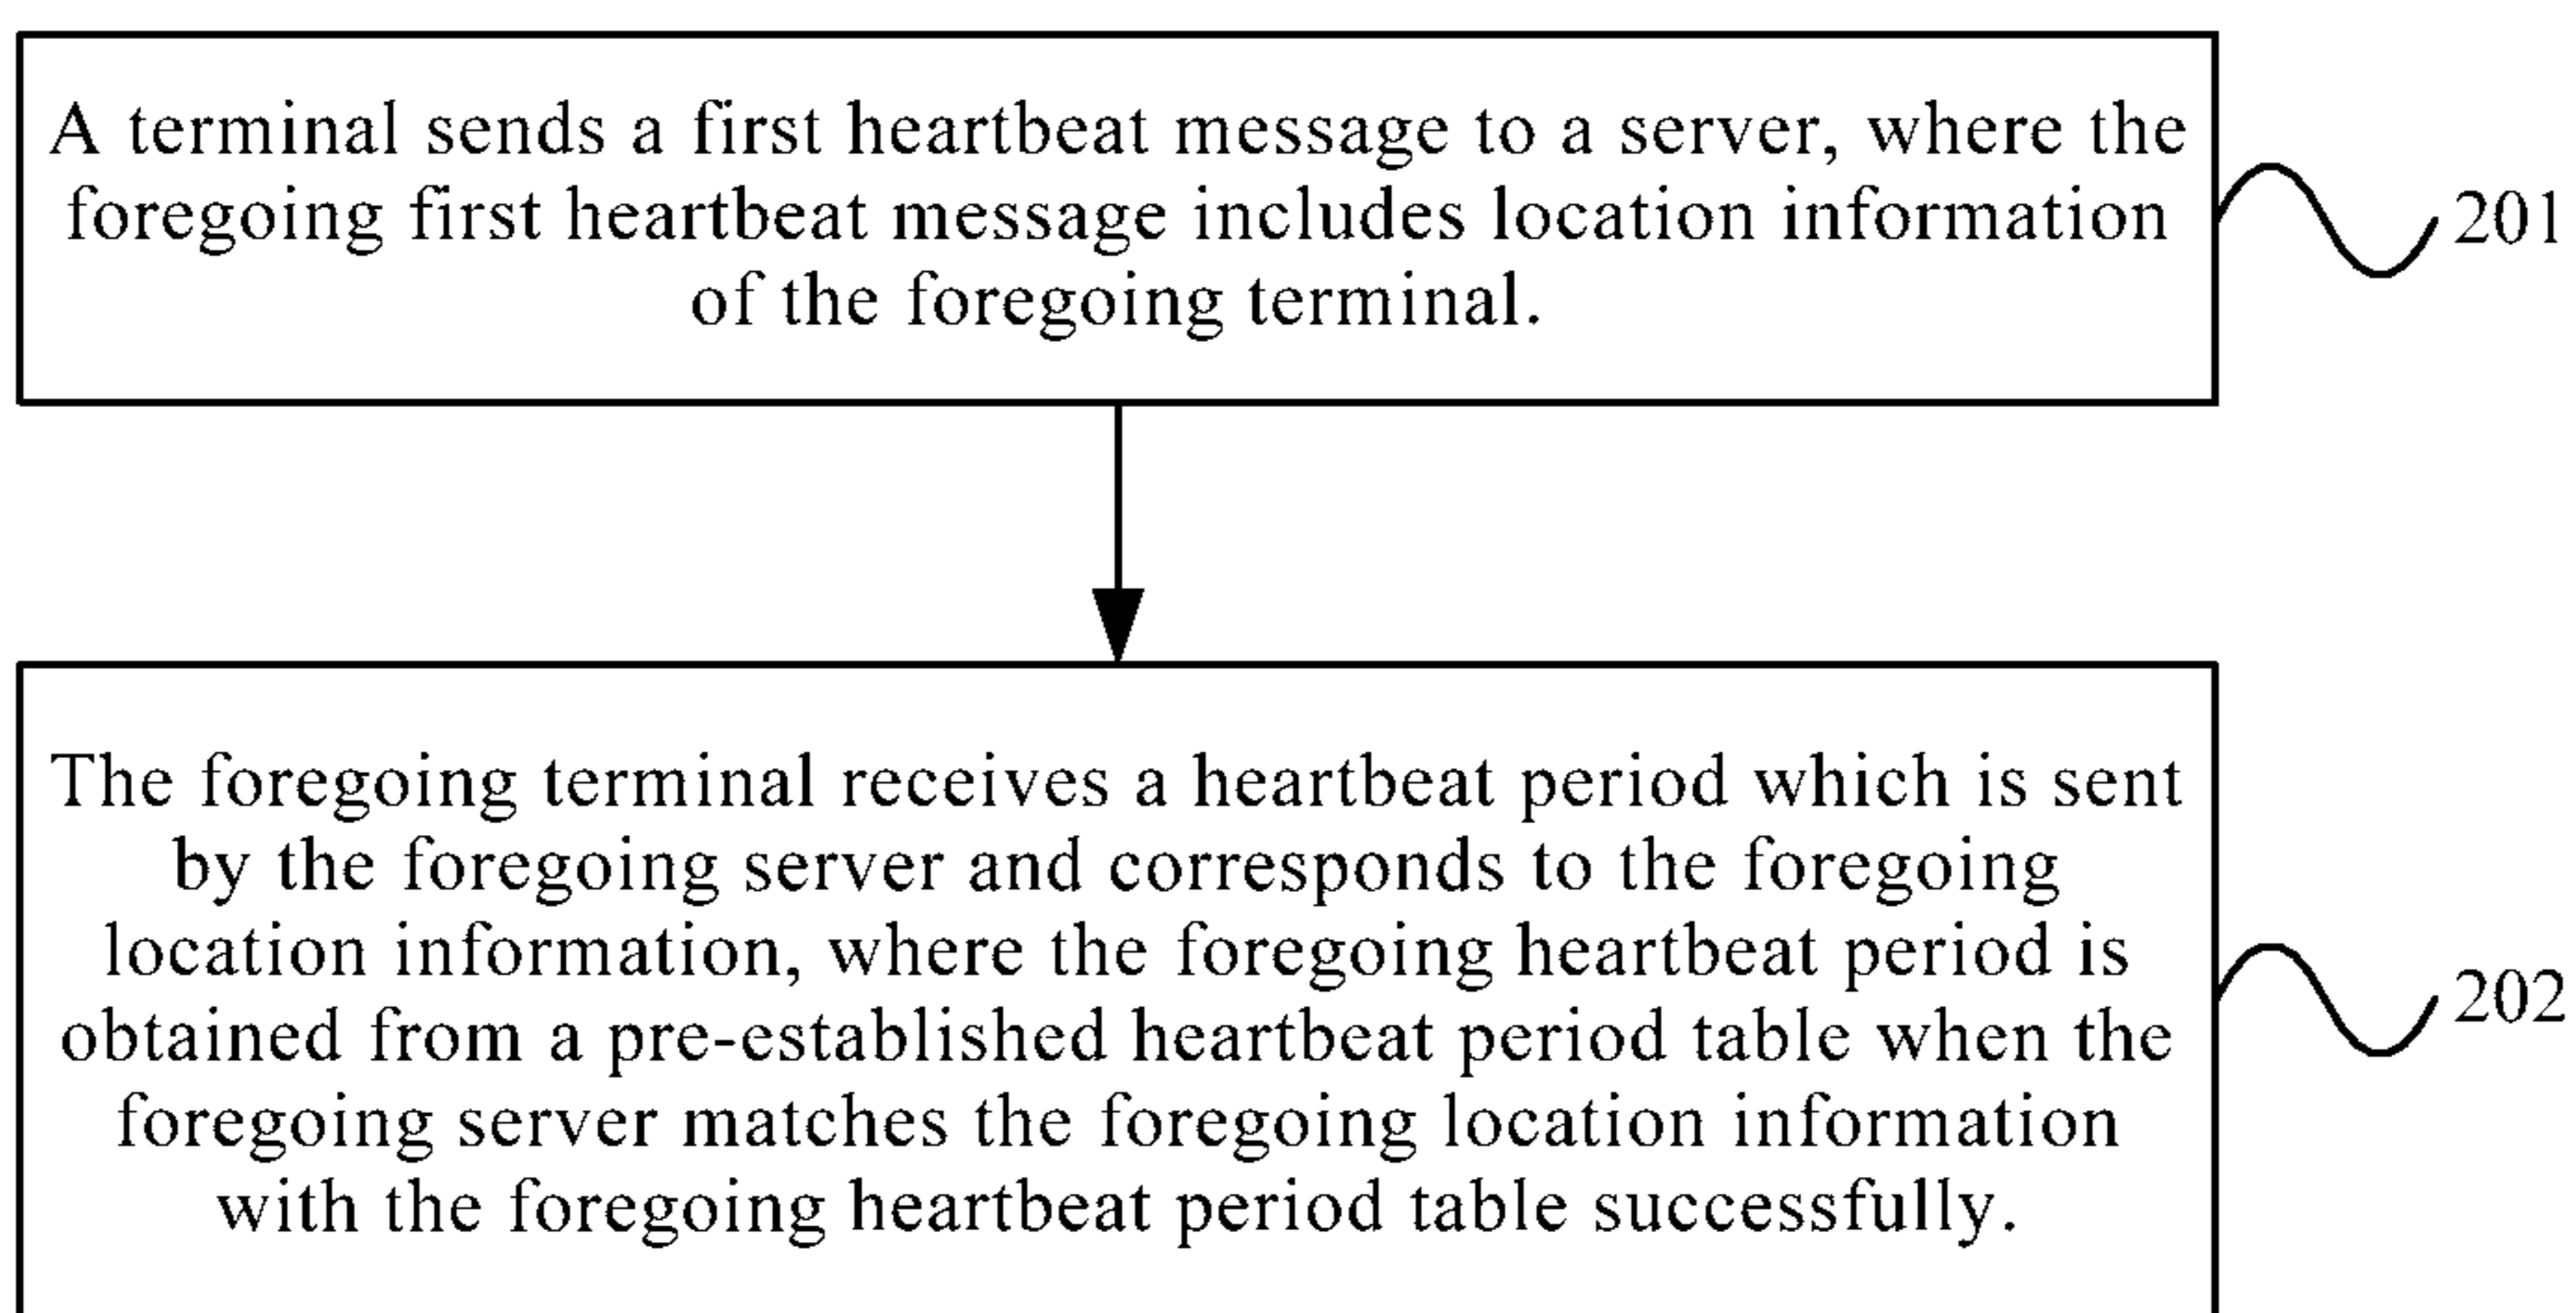 A terminal sends a first heartbeat message to a server, where the
foregoing first heartbeat message includes location information
of the foregoing terminal.
201
The foregoing terminal receives a heartbeat period which is sent
by the foregoing server and corresponds to the foregoing
location information, where the foregoing heartbeat period is
obtained from a pre-established heartbeat period table when the
foregoing server matches the foregoing location information
with the foregoing heartbeat period table successfully.
202